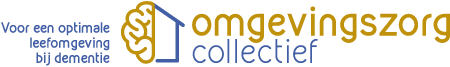 Voor een optimale
leefomgeving
bij dementie
omgevingszorg
collectief